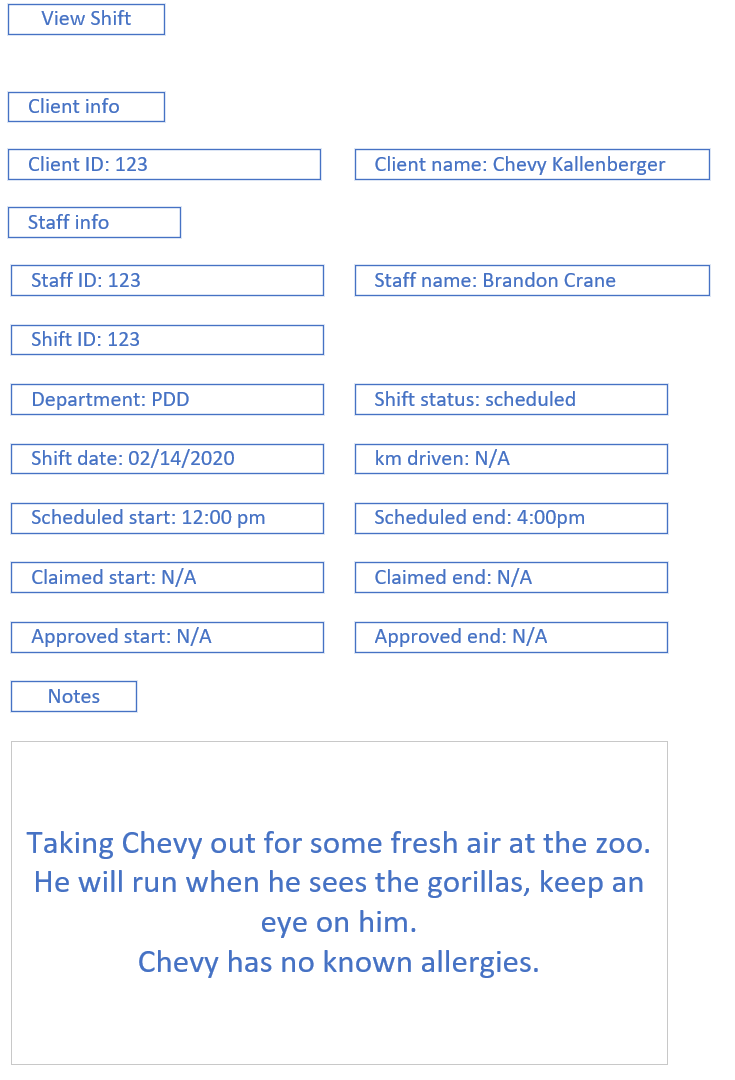 View Shift
Client info
Client ID: 123
Client name: Chevy Kallenberger
Staff info
Staff ID: 123
Staff name: Brandon Crane
Shift ID: 123
Department: PDD
Shift status: scheduled
Shift date: 02/14/2020
km driven: N/A
Scheduled start: 12:00 pm
Scheduled end: 4:00pm
Claimed start: N/A
Claimed end: N/A
Approved start: N/A
Approved end: N/A
Notes
Taking Chevy out for some fresh air at the zoo.
He will run when he sees the gorillas, keep an
eye on him.
Chevy has no known allergies.